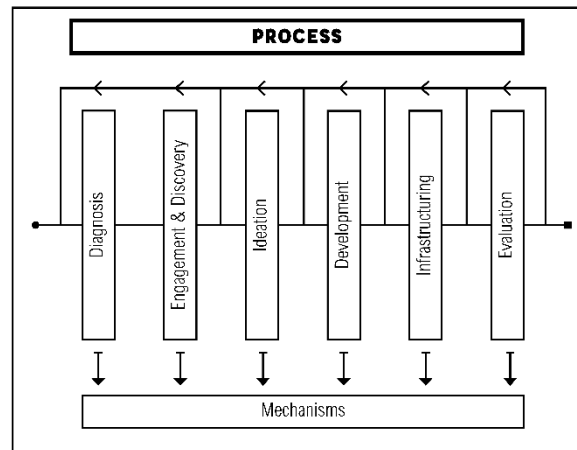 PROCESS
Diagnosis
Engagement & Discovery
Ideation
Development
Infrastructuring
Evaluation
Mechanisms